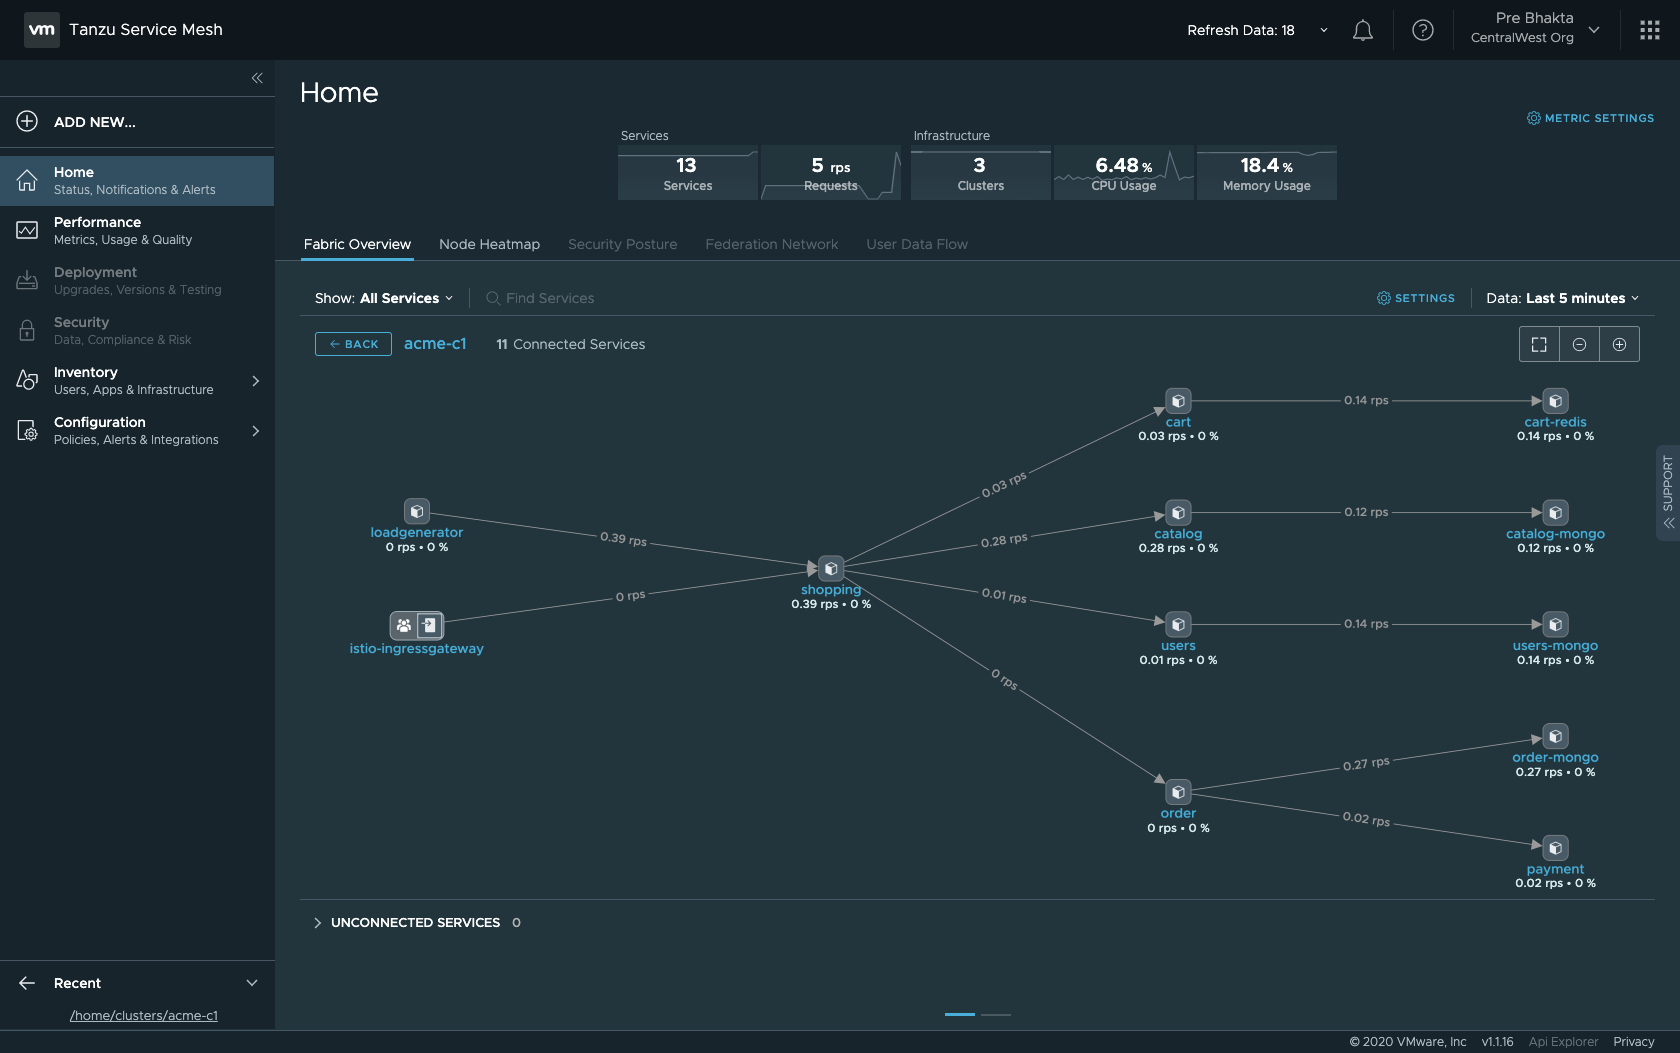 vm Tanzu Service Mesh
Refresh Data: 18
Pre Bhakta
CentralWest Org
ADD NEW...
Home
Status, Notifications & Alerts
Performance
Metrics, Usage & Quality
Deployment
Upgrades, Versions & Testing
Security
Data, Compliance & Risk
Inventory
Users, Apps & Infrastructure
Configuration
Policies, Alerts & Integrations
Recent
/home/clusters/acme-c1
Home
METRIC SETTINGS
Services
13
Services
5 rps
Requests
Infrastructure
3
Clusters
6.48 %
CPU Usage
18.4 %
Memory Usage
Fabric Overview Node Heatmap Security Posture Federation Network User Data Flow
Show: All Services Find Services SETTINGS Data: Last 5 minutes
BACK acme-c1 11 Connected Services
loadgenerator
0 rps • 0 %
istio-ingressgateway
0.39 rps
0 rps
shopping
0.39 rps • 0 %
0.03 rps
0.28 rps
0.01 rps
0 rps
cart
0.03 rps • 0 %
catalog
0.28 rps • 0 %
users
0.01 rps • 0 %
order
0 rps • 0 %
0.14 rps
0.12 rps
0.14 rps
0.27 rps
0.02 rps
cart-redis
0.14 rps • 0 %
catalog-mongo
0.12 rps • 0 %
users-mongo
0.14 rps • 0 %
order-mongo
0.27 rps • 0 %
payment
0.02 rps • 0 %
SUPPORT
UNCONNECTED SERVICES 0
© 2020 VMware, Inc v1.1.16 Api Explorer Privacy